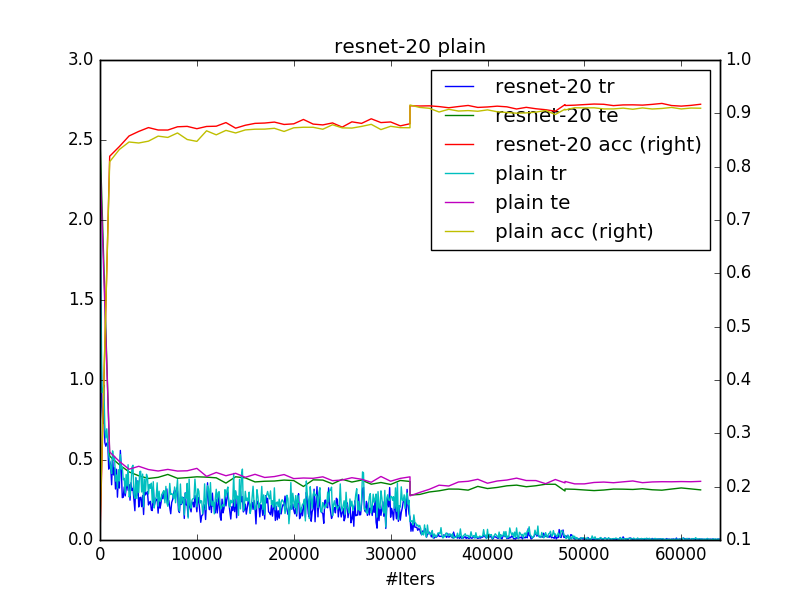 resnet-20 plain
3.0
2.5
2.0
1.5
1.0
0.5
0.0
1.0
0.9
0.8
0.7
0.6
0.5
0.4
0.3
0.2
0.1
resnet-20 tr
resnet-20 te
resnet-20 acc (right)
plain tr
plain te
plain acc (right)
0 10000 20000 30000 40000 50000 60000
#Iters